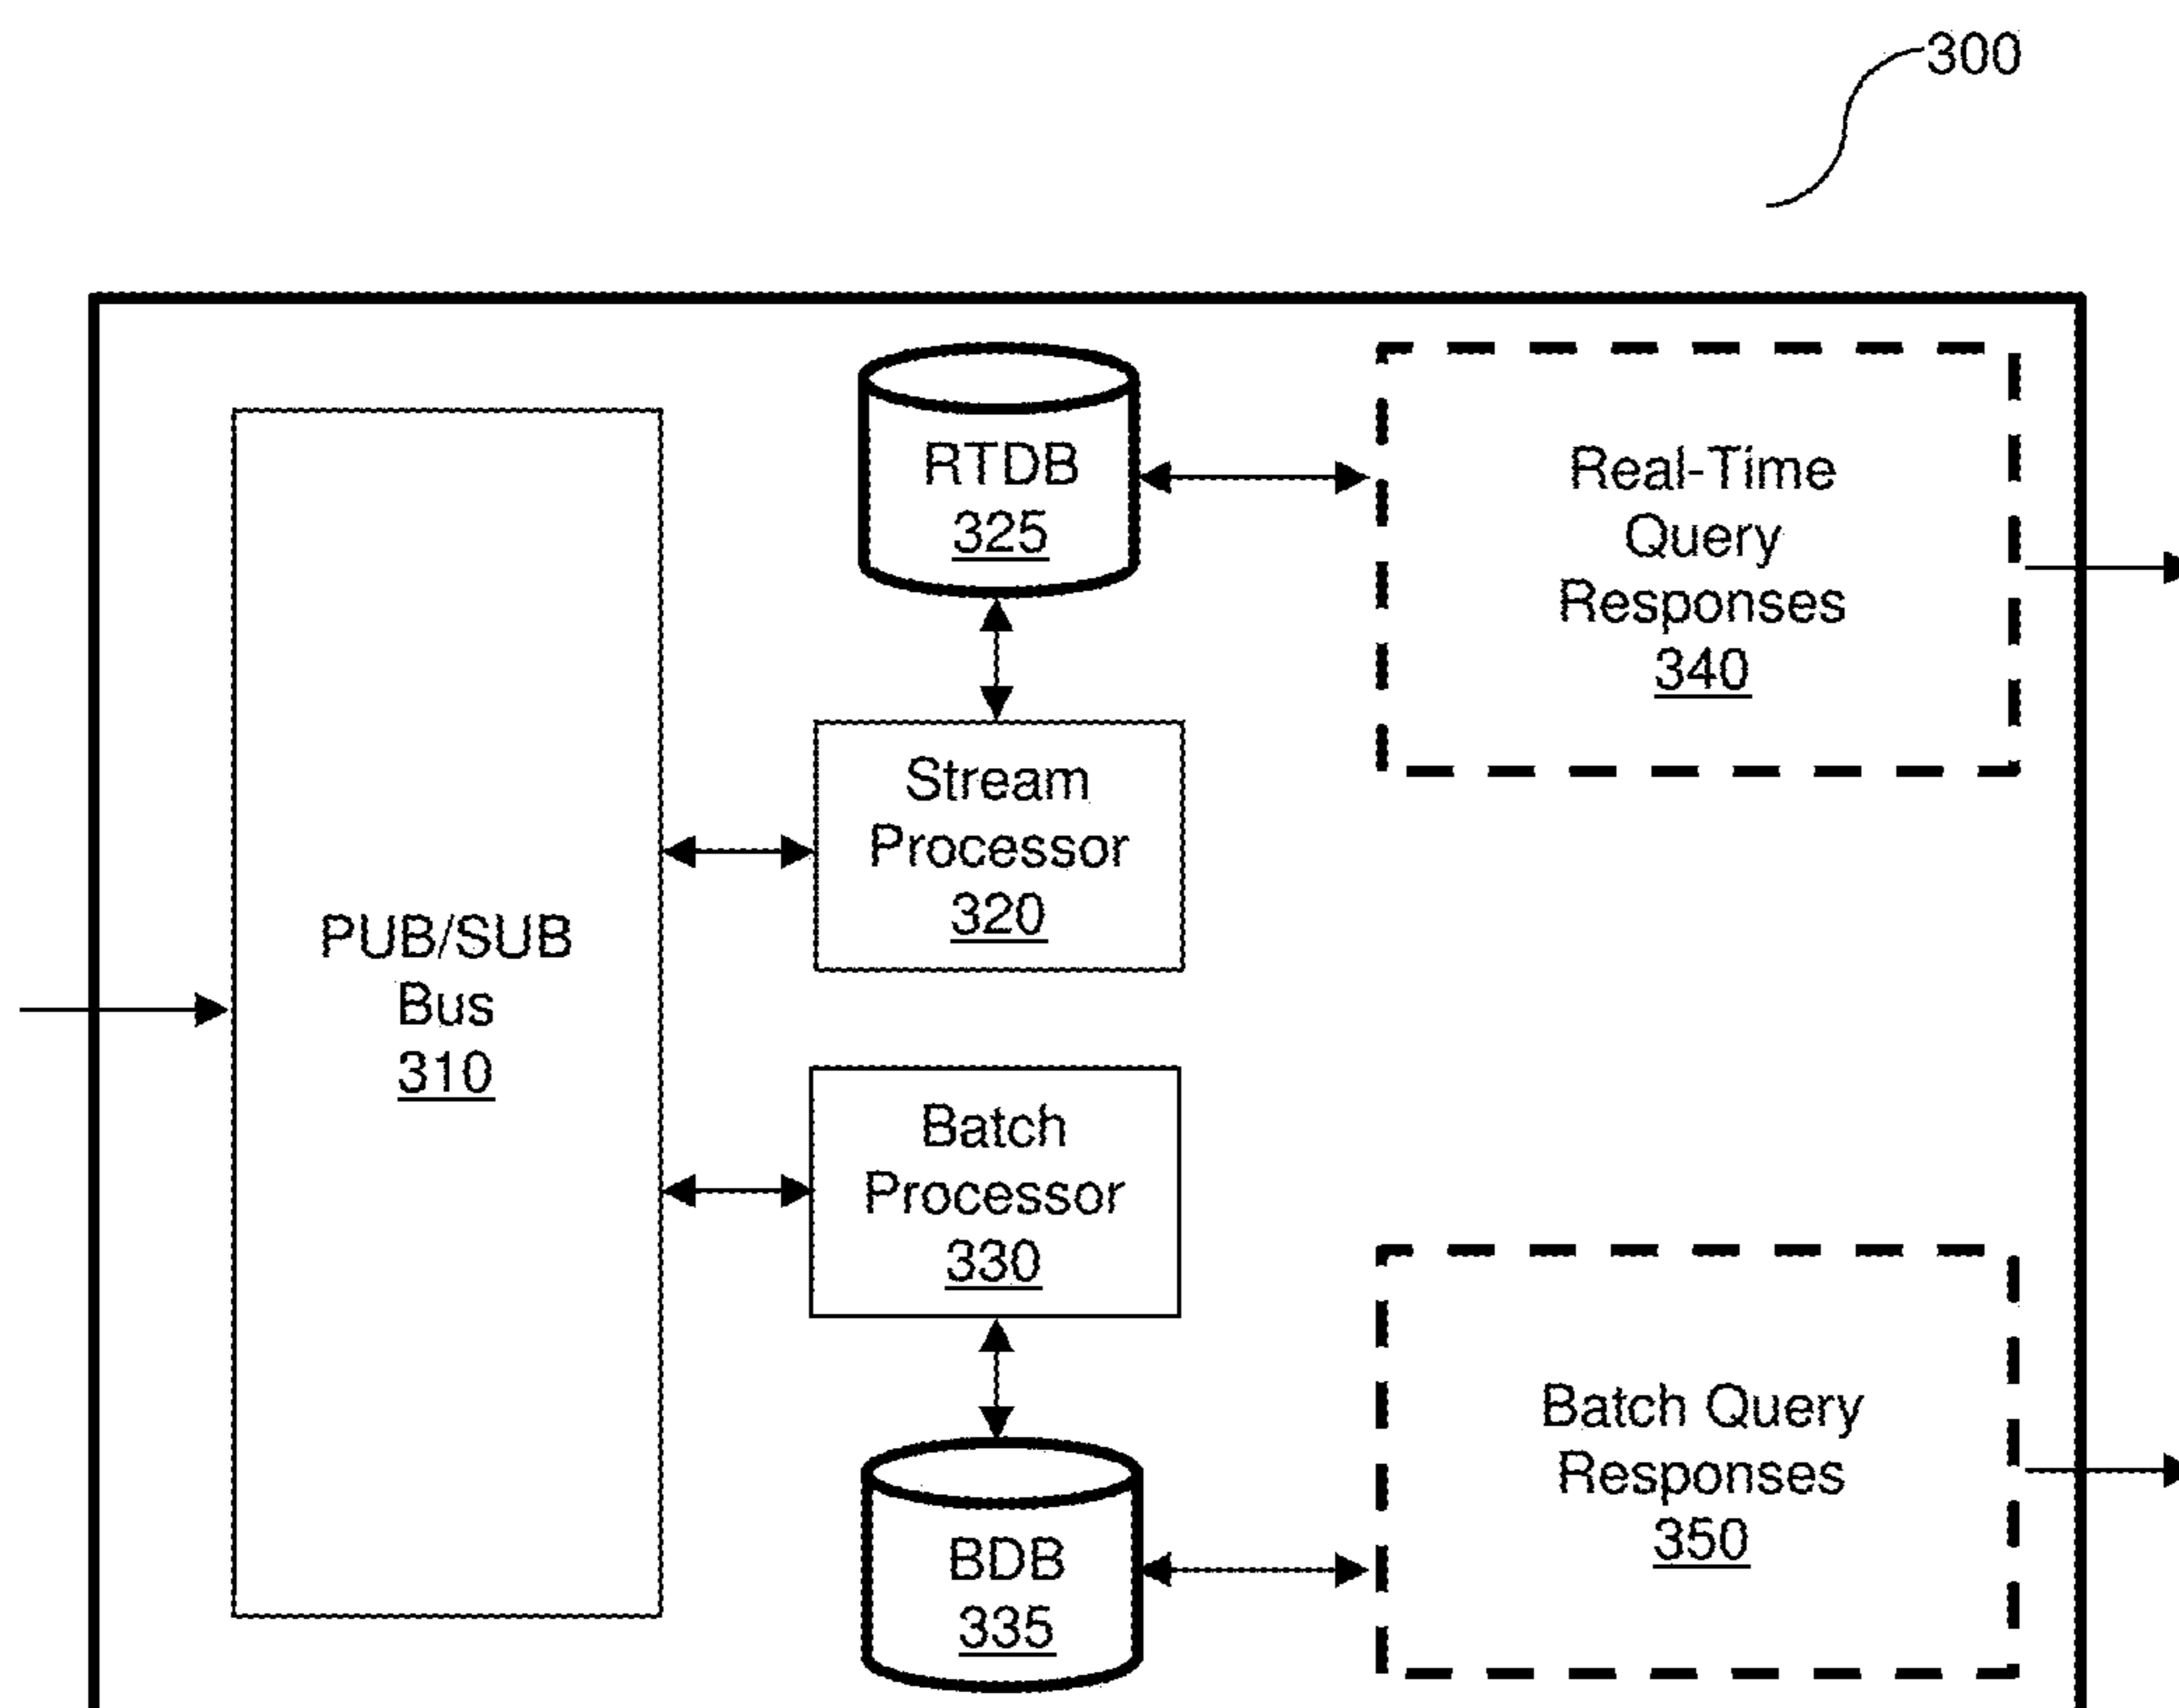 300
RTDB
325
Real-Time
Query
Responses
340
Stream
Processor
320
PUB/SUB
Bus
310
Batch
Processor
330
Batch Query
Responses
350
BDB
335